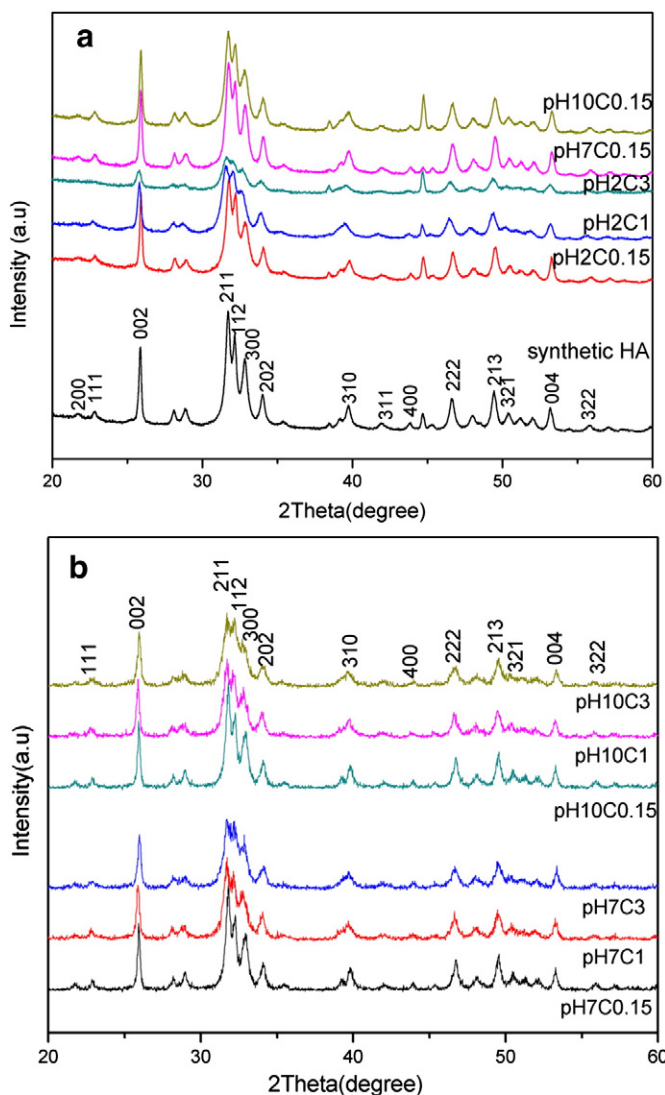 a
pH10C0.15
pH7C0.15
pH2C3
pH2C1
pH2C0.15
synthetic HA
200
111
002
211
112
300
202
310
311
400
222
213
321
004
322
Intensity (a.u)
20 30 40 50 60
2Theta(degree)
b
111
002
211
112
300
202
310
400
222
213
321
004
322
pH10C3
pH10C1
pH10C0.15
pH7C3
pH7C1
pH7C0.15
Intensity(a.u)
20 30 40 50 60
2Theta(degree)